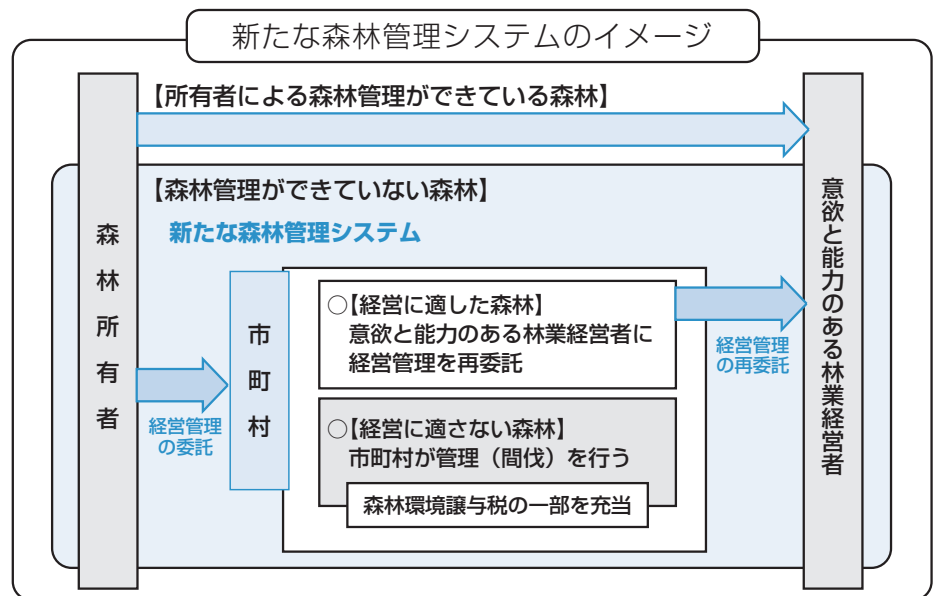 新たな森林管理システムのイメージ
【所有者による森林管理ができている森林】
【森林管理ができていない森林】
新たな森林管理システム
森林所有者
経営管理
の委託
市町村
○【経営に適した森林】
意欲と能力のある林業経営者に
経営管理を再委託
○【経営に適さない森林】
市町村が管理（間伐）を行う
森林環境譲与税の一部を充当
経営管理
の再委託
意欲と能力のある林業経営者